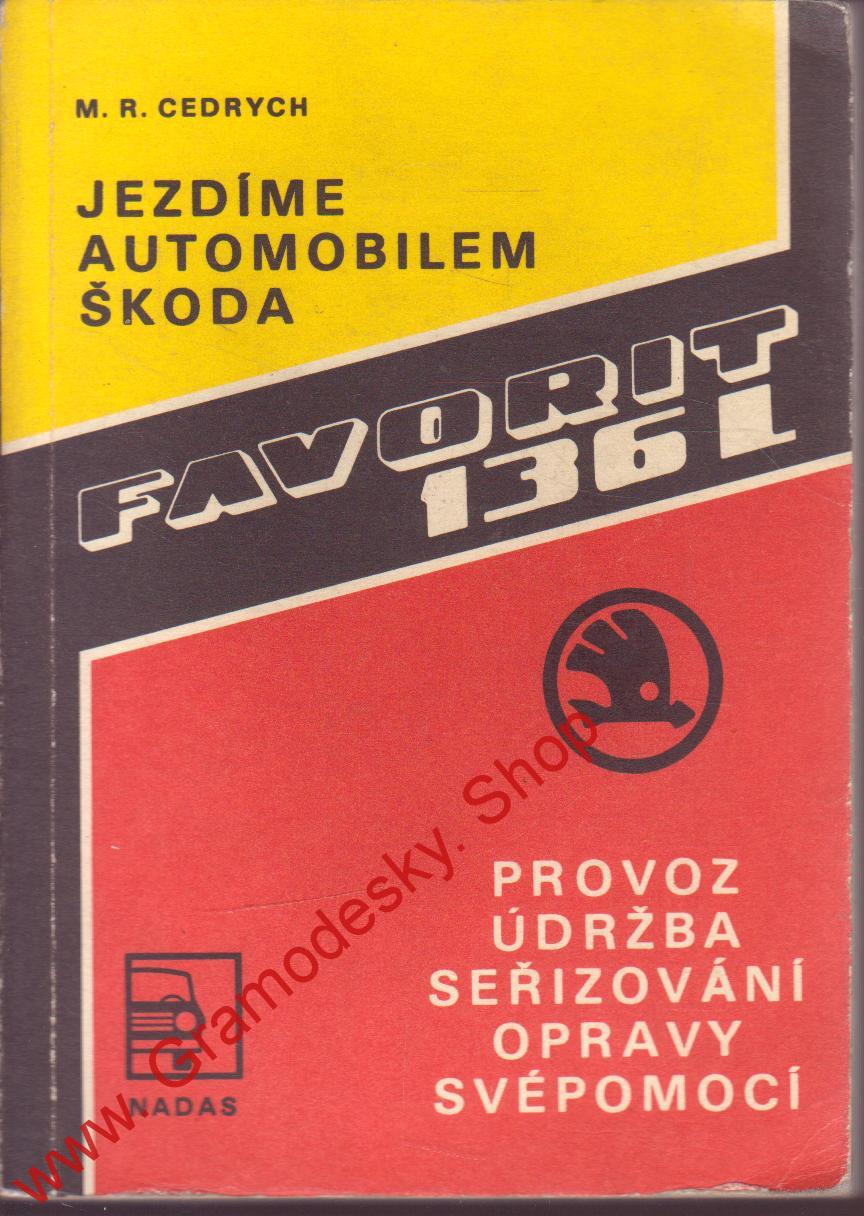 M. R. CEDRYCH
JEZDÍME
AUTOMOBILEM
ŠKODA
FAVORIT
136 L
PROVOZ
ÚDRŽBA
SEŘIZOVÁNÍ
OPRAVY
SVÉPOMOCÍ
NADAS
www. Gramodesky. Shop